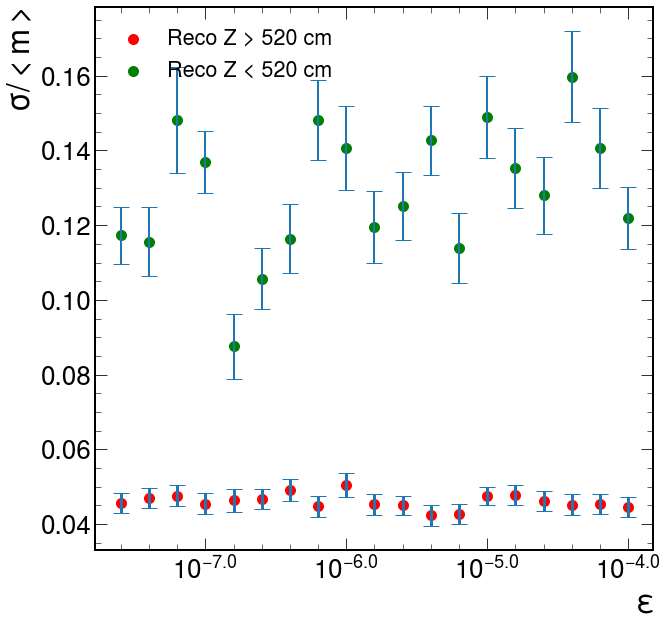 σ/ < m >
Reco Z > 520 cm
Reco Z < 520 cm
0.16
0.14
0.12
0.10
0.08
0.06
0.04
10⁻⁷·⁰ 10⁻⁶·⁰ 10⁻⁵·⁰ 10⁻⁴·⁰
ε